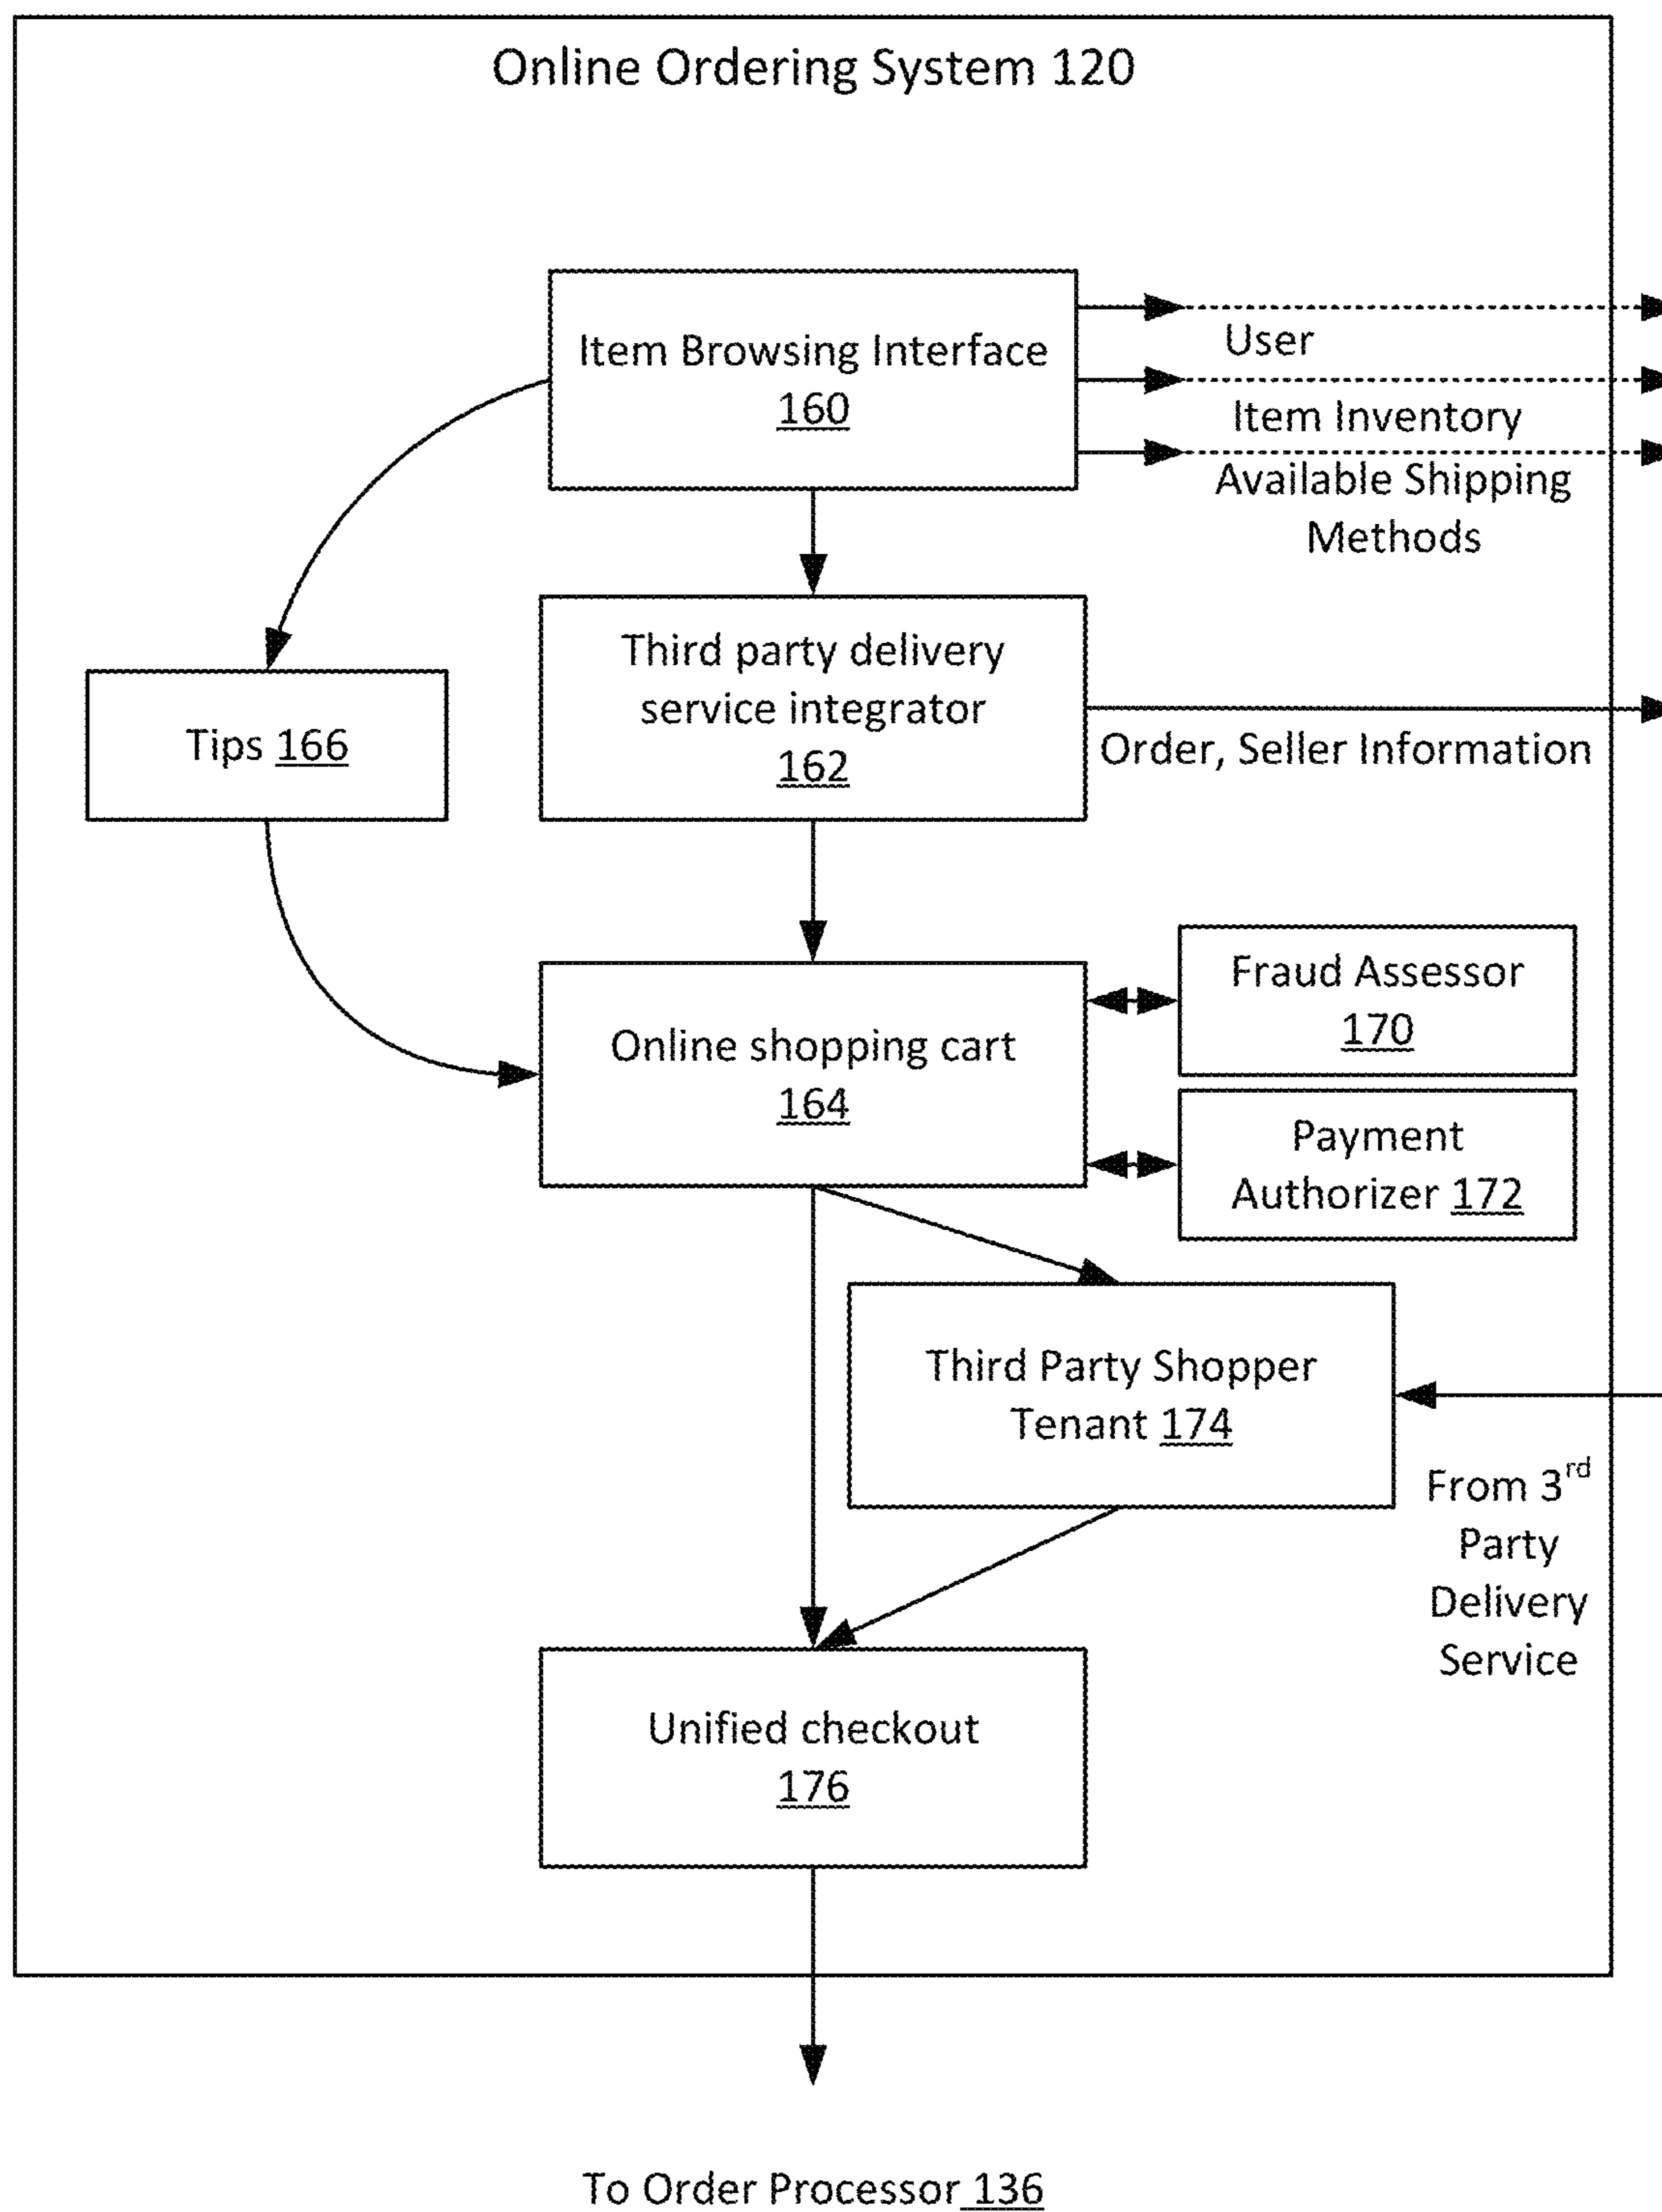 Online Ordering System 120
Item Browsing Interface
160
User
Item Inventory
Available Shipping
Methods
Third party delivery
service integrator
162
Order, Seller Information
Tips 166
Online shopping cart
164
Fraud Assessor
170
Payment
Authorizer 172
Third Party Shopper
Tenant 174
From 3rd
Party
Delivery
Service
Unified checkout
176
To Order Processor 136